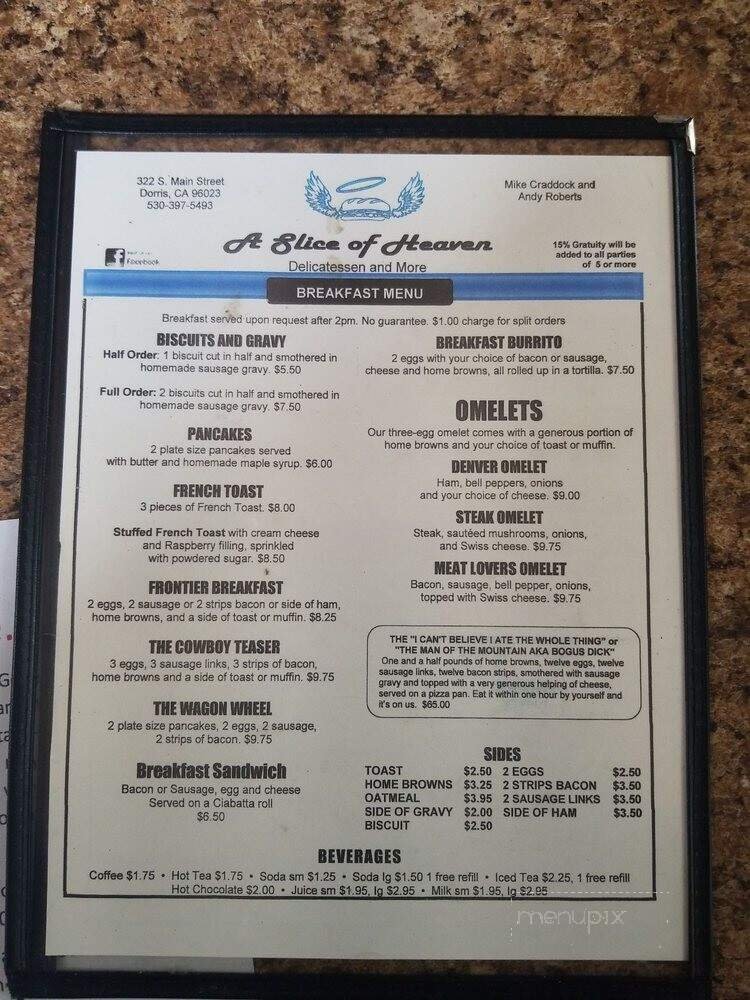 322 S. Main Street
Dorris, CA 96023
530-397-5493
Mike Craddock and
Andy Roberts
A Slice of Heaven
Delicatessen and More
Facebook
15% Gratuity will be
added to all parties
of 5 or more
BREAKFAST MENU
Breakfast served upon request after 2pm. No guarantee. $1.00 charge for split orders
BISCUITS AND GRAVY
Half Order: 1 biscuit cut in half and smothered in
homemade sausage gravy. $5.50
Full Order: 2 biscuits cut in half and smothered in
homemade sausage gravy. $7.50
PANCAKES
2 plate size pancakes served
with butter and homemade maple syrup. $6.00
FRENCH TOAST
3 pieces of French Toast. $8.00
Stuffed French Toast with cream cheese
and Raspberry filling, sprinkled
with powdered sugar. $8.50
FRONTIER BREAKFAST
2 eggs, 2 sausage or 2 strips bacon or side of ham,
home browns, and a side of toast or muffin. $8.25
THE COWBOY TEASER
3 eggs, 3 sausage links, 3 strips of bacon,
home browns and a side of toast or muffin. $9.75
THE WAGON WHEEL
2 plate size pancakes, 2 eggs, 2 sausage,
2 strips of bacon. $9.75
Breakfast Sandwich
Bacon or Sausage, egg and cheese
Served on a Ciabatta roll
$6.50
BREAKFAST BURRITO
2 eggs with your choice of bacon or sausage,
cheese and home browns, all rolled up in a tortilla. $7.50
OMELETS
Our three-egg omelet comes with a generous portion of
home browns and your choice of toast or muffin.
DENVER OMELET
Ham, bell peppers, onions
and your choice of cheese. $9.00
STEAK OMELET
Steak, sautéed mushrooms, onions,
and Swiss cheese. $9.75
MEAT LOVERS OMELET
Bacon, sausage, bell pepper, onions,
topped with Swiss cheese. $9.75
THE "I CAN'T BELIEVE I ATE THE WHOLE THING" or
"THE MAN OF THE MOUNTAIN AKA BOGUS DICK"
One and a half pounds of home browns, twelve eggs, twelve
sausage links, twelve bacon strips, smothered with sausage
gravy and topped with a very generous helping of cheese,
served on a pizza pan. Eat it within one hour by yourself and
it's on us. $65.00
SIDES
TOAST $2.50 2 EGGS $2.50
HOME BROWNS $3.25 2 STRIPS BACON $3.50
OATMEAL $3.95 2 SAUSAGE LINKS $3.50
SIDE OF GRAVY $2.00 SIDE OF HAM $3.50
BISCUIT $2.50
BEVERAGES
Coffee $1.75 • Hot Tea $1.75 • Soda sm $1.25 • Soda lg $1.50 1 free refill • Iced Tea $2.25, 1 free refill
Hot Chocolate $2.00 • Juice sm $1.95, lg $2.95 • Milk sm $1.95, lg $2.95
menupix